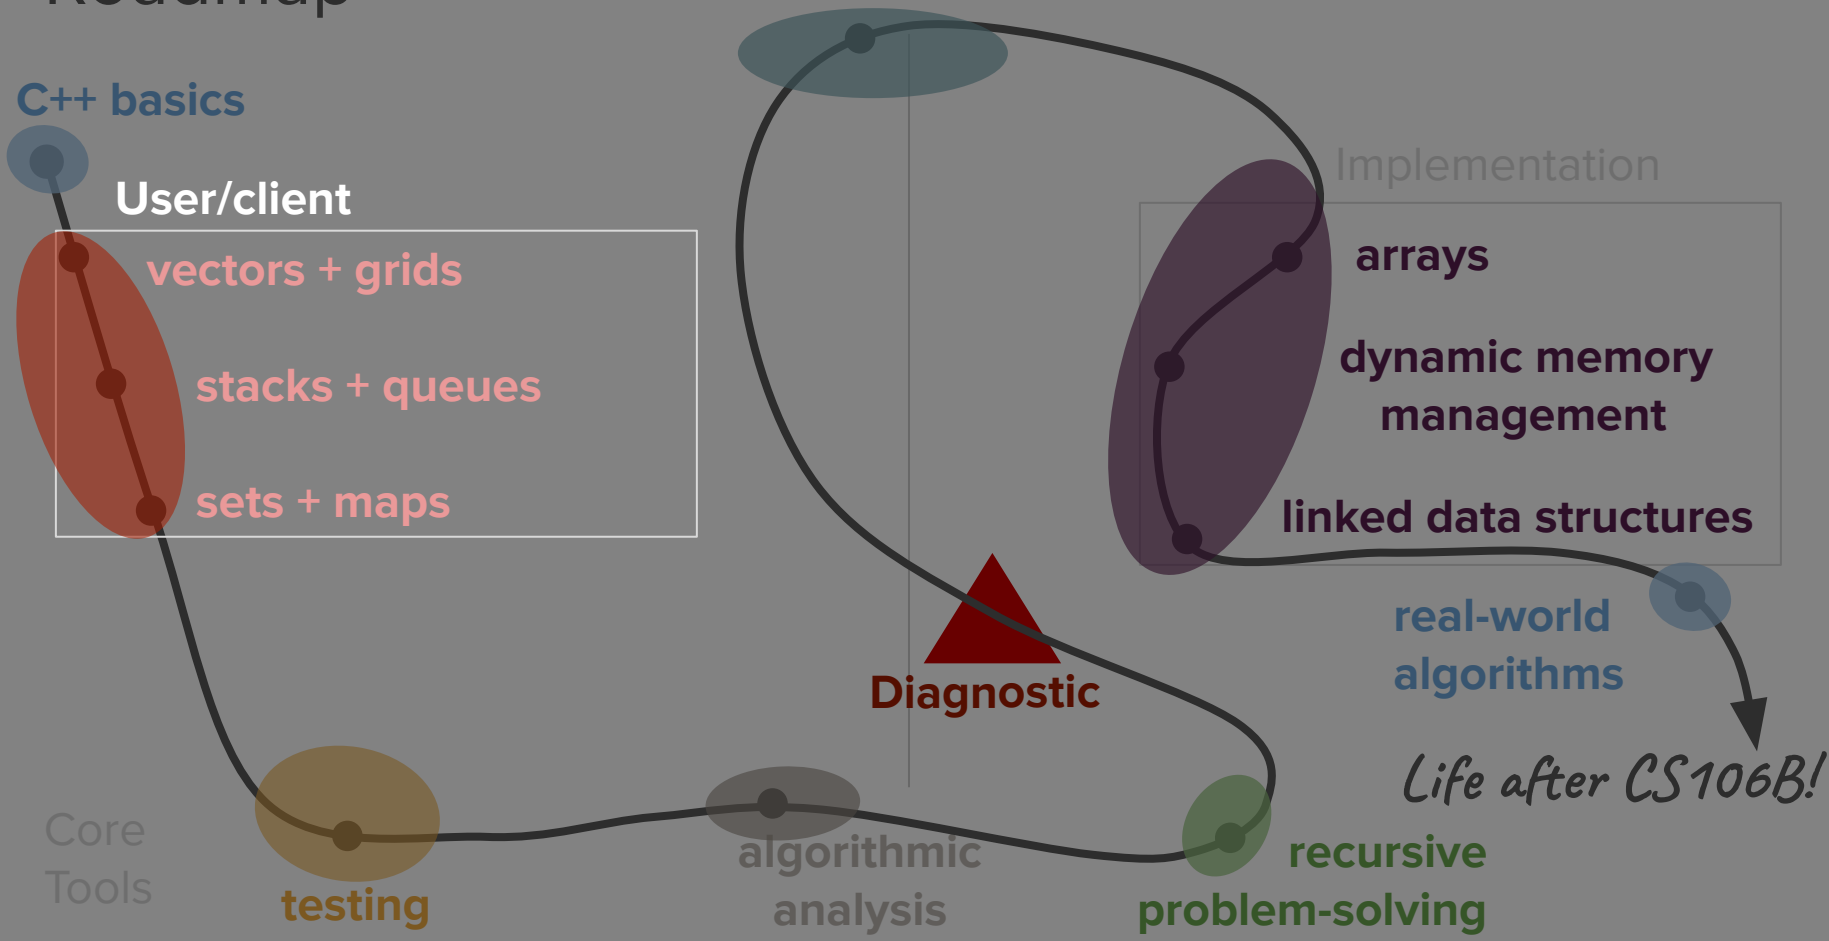 Roadmap
C++ basics
User/client
vectors + grids
stacks + queues
sets + maps
Core
Tools
testing
algorithmic
analysis
recursive
problem-solving
Diagnostic
Implementation
arrays
dynamic memory
management
linked data structures
real-world
algorithms
Life after CS106B!